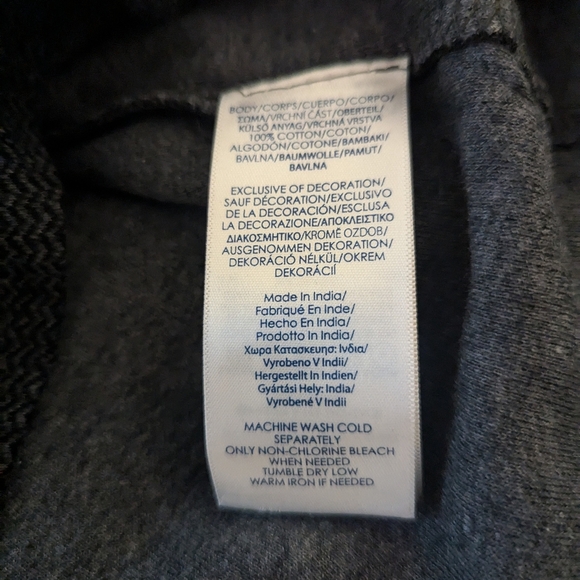 BODY/CORPS/CUERPO/CORPO/
ΣΩΜΑ/VRCHNÍ ČÁST/OBERTEIL/
KÜLSŐ ANYAG/VRCHNÁ VRSTVA
100% COTTON/COTON/
ALGODÓN/COTONE/ΒΑΜΒΑΚΙ/
BAVLNA/BAUMWOLLE/PAMUT/
BAVLNA
EXCLUSIVE OF DECORATION/
SAUF DÉCORATION/EXCLUSIVO
DE LA DECORACIÓN/ESCLUSA
LA DECORAZIONE/ΑΠΟΚΛΕΙΣΤΙΚΟ
ΔΙΑΚΟΣΜΗΤΙΚΟ/KROMĚ OZDOB/
AUSGENOMMEN DEKORATION/
DEKORÁCIÓ NÉLKÜL/OKREM
DEKORÁCIÍ
Made In India/
Fabriqué En Inde/
Hecho En India/
Prodotto In India/
Χωρα Κατασκευησ: Ινδια/
Vyrobeno V Indii/
Hergestellt In Indien/
Gyártási Hely: India/
Vyrobené V Indii
MACHINE WASH COLD
SEPARATELY
ONLY NON-CHLORINE BLEACH
WHEN NEEDED
TUMBLE DRY LOW
WARM IRON IF NEEDED